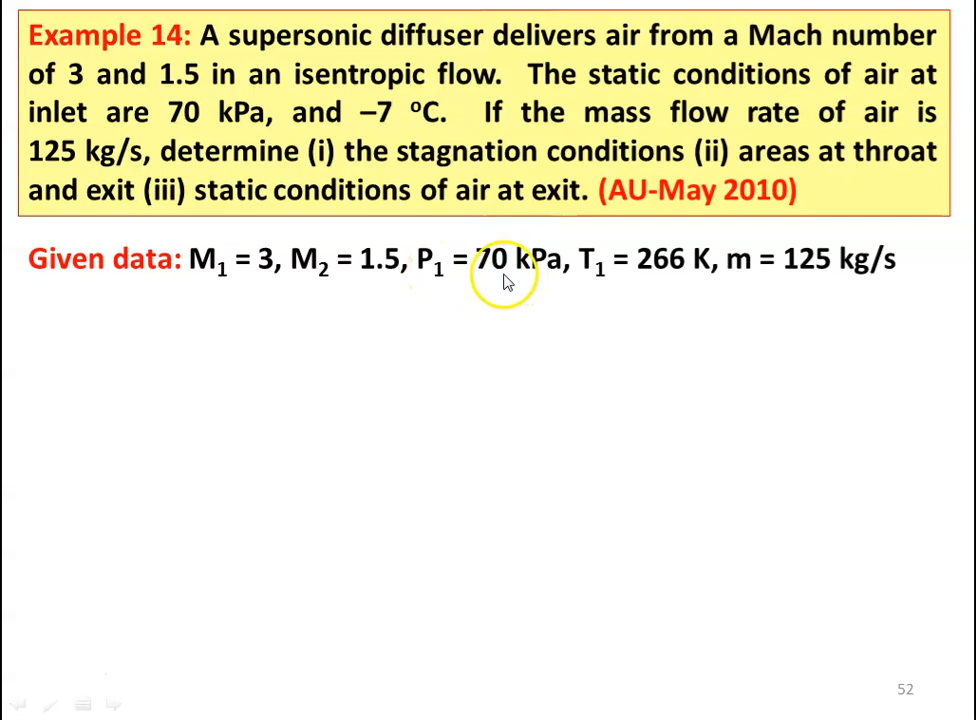 Example 14: A supersonic diffuser delivers air from a Mach number
of 3 and 1.5 in an isentropic flow. The static conditions of air at
inlet are 70 kPa, and –7 ⁰C. If the mass flow rate of air is
125 kg/s, determine (i) the stagnation conditions (ii) areas at throat
and exit (iii) static conditions of air at exit. (AU-May 2010)
Given data: M₁ = 3, M₂ = 1.5, P₁ = 70 kPa, T₁ = 266 K, m = 125 kg/s
52